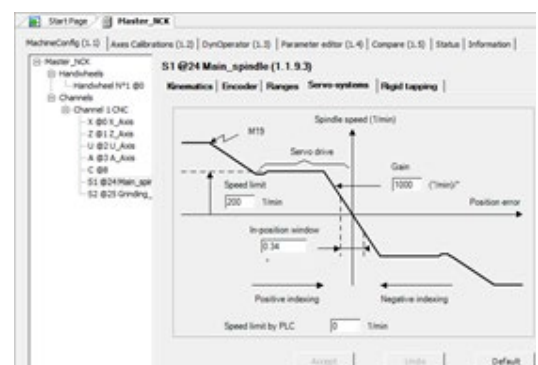 Start Page
Master_NCK
MachineConfig (1.1) | Axes Calibrations (1.2) | DynOperator (1.3) | Parameter editor (1.4) | Compare (1.5) | Status | Information
Master_NCK
Handwheels
Handwheel N°1 @0
Channels
Channel 1 CNC
X @0 X_Axis
Z @1 Z_Axis
U @2 U_Axis
A @3 A_Axis
C @8
S1 @24 Main_spir
S2 @25 Grinding_
S1 @24 Main_spindle (1.1.9.3)
Kinematics | Encoder | Ranges | Servo-systems | Rigid tapping
Spindle speed (1/min)
M19
Servo drive
Gain
1000 (°/min)/°
Speed limit
200 1/min
Position error
In-position window
0.34
°
Positive indexing
Negative indexing
Speed limit by PLC 0 1/min
Accept Undo Default